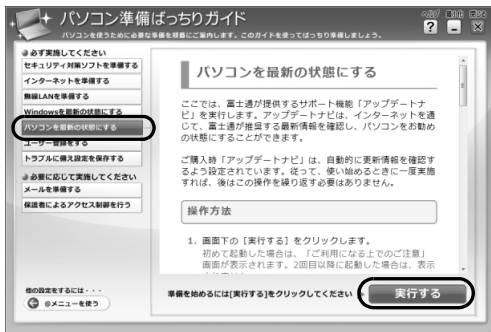 パソコン準備ばっちりガイド
パソコンを使うために必要な準備を順番にご案内します。このガイドを使ってばっちり準備しましょう。
ヘルプ 最小化 閉じる
? _ ×
必ず実施してください
セキュリティ対策ソフトを準備する
インターネットを準備する
無線LANを準備する
Windowsを最新の状態にする
パソコンを最新の状態にする
ユーザー登録をする
トラブルに備え設定を保存する
必要に応じて実施してください
メールを準備する
保護者によるアクセス制御を行う
他の設定をするには・・・
@メニューを使う
パソコンを最新の状態にする
ここでは、富士通が提供するサポート機能「アップデートナ
ビ」を実行します。アップデートナビは、インターネットを通
じて、富士通が推奨する最新情報を確認し、パソコンをお勧め
の状態にすることができます。
ご購入時「アップデートナビ」は、自動的に更新情報を確認す
るよう設定されています。従って、使い始めるときに一度実施
すれば、後はこの操作を繰り返す必要はありません。
操作方法
1. 画面下の［実行する］をクリックします。
初めて起動した場合は、「ご利用になる上でのご注意」
画面が表示されます。2回目以降に起動した場合は、表示
準備を始めるには[実行する]をクリックしてください
実行する